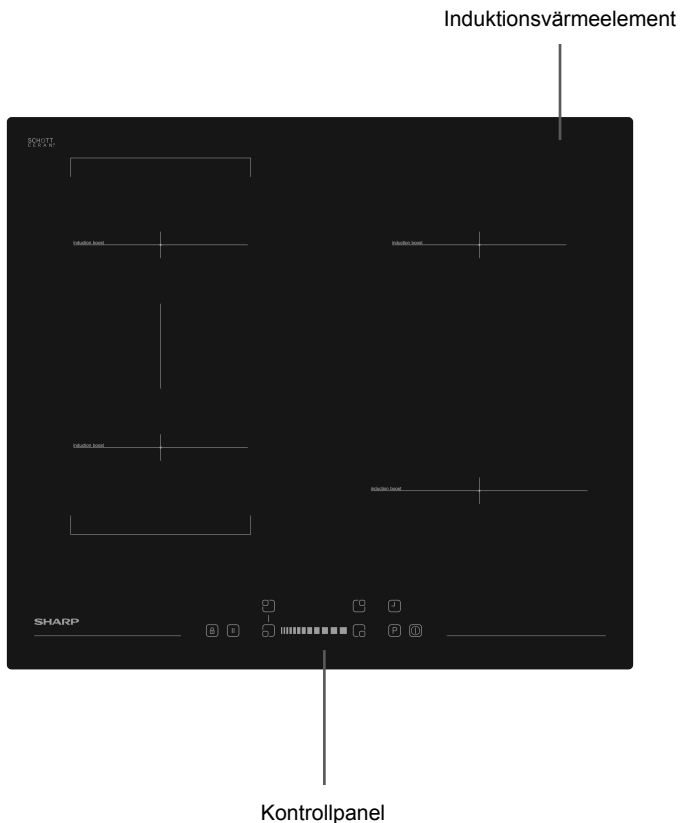 Induktionsvärmeelement
SCHOTT
CERAN®
induction boost
induction boost
induction boost
induction boost
SHARP
P
Kontrollpanel